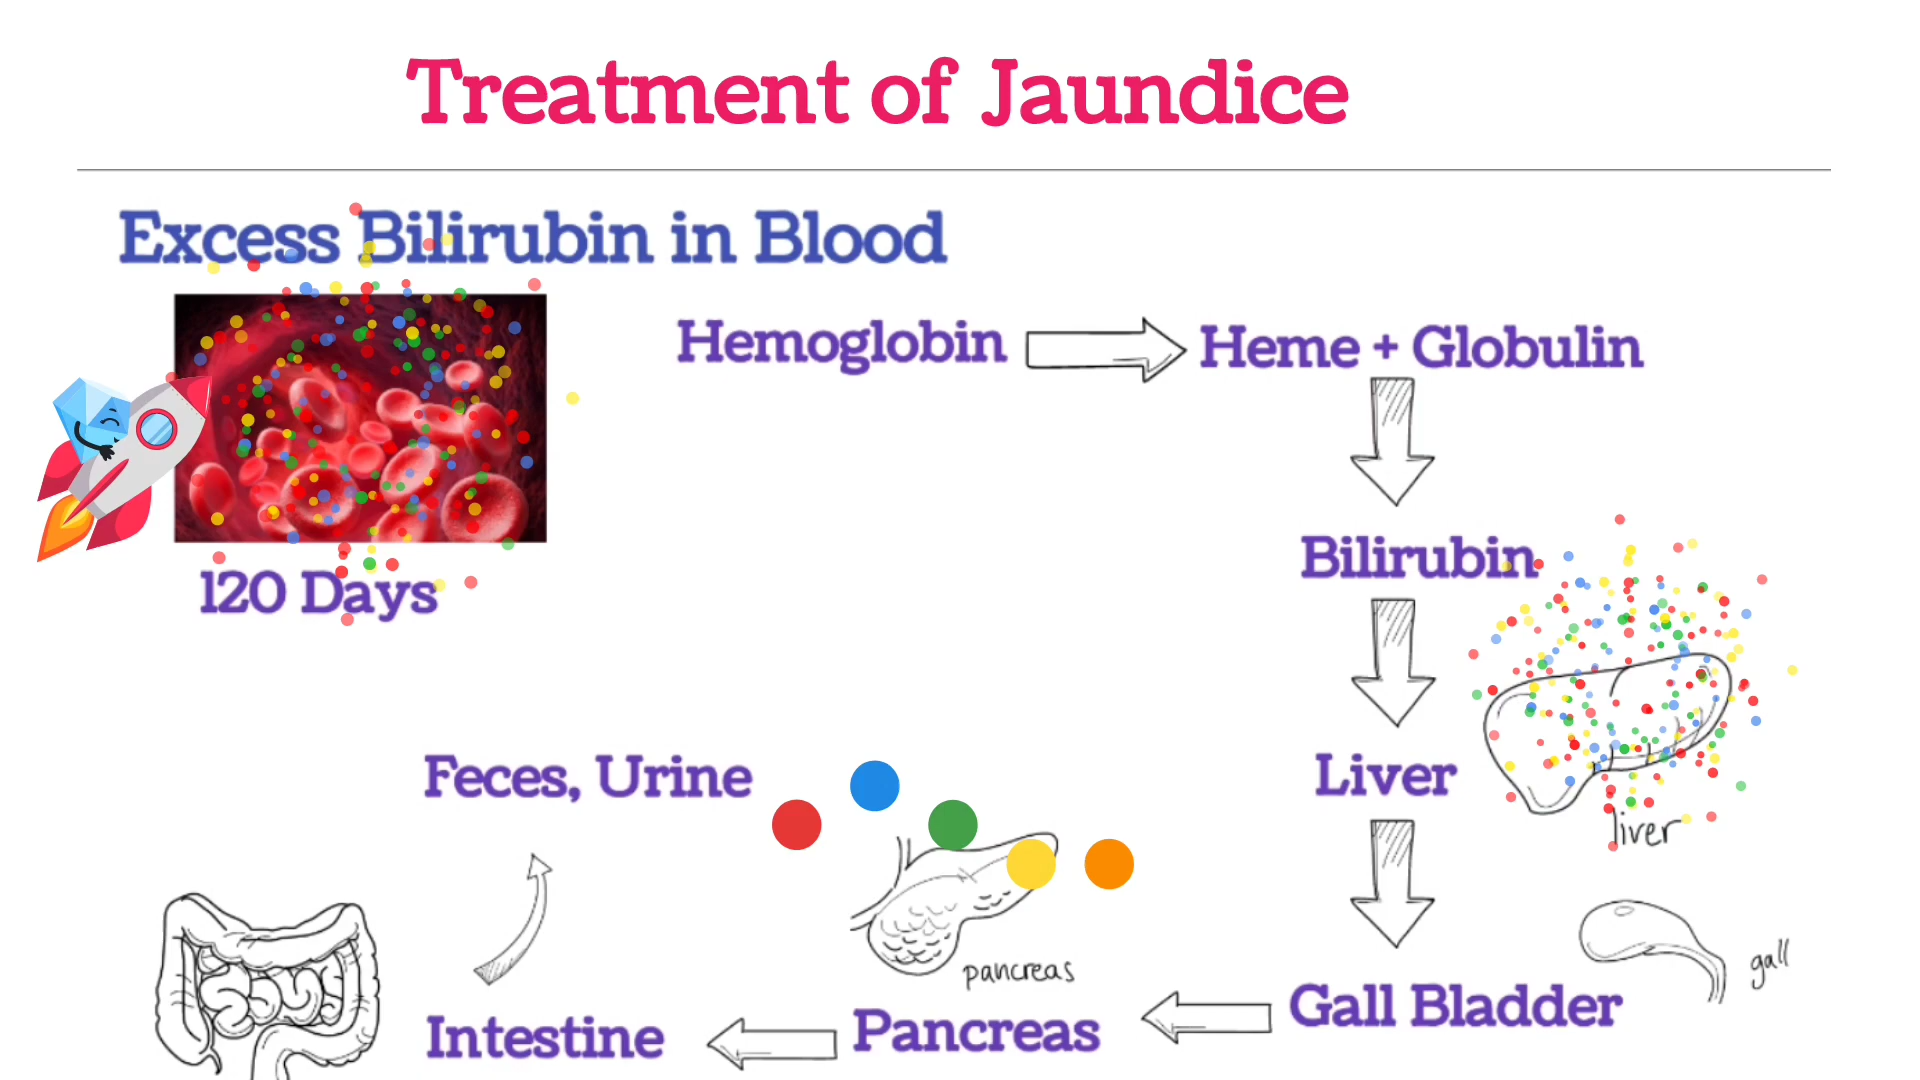 Treatment of Jaundice
Excess Bilirubin in Blood
Hemoglobin
Heme + Globulin
120 Days
Bilirubin
Liver
liver
Feces, Urine
pancreas
gall
Gall Bladder
Pancreas
Intestine